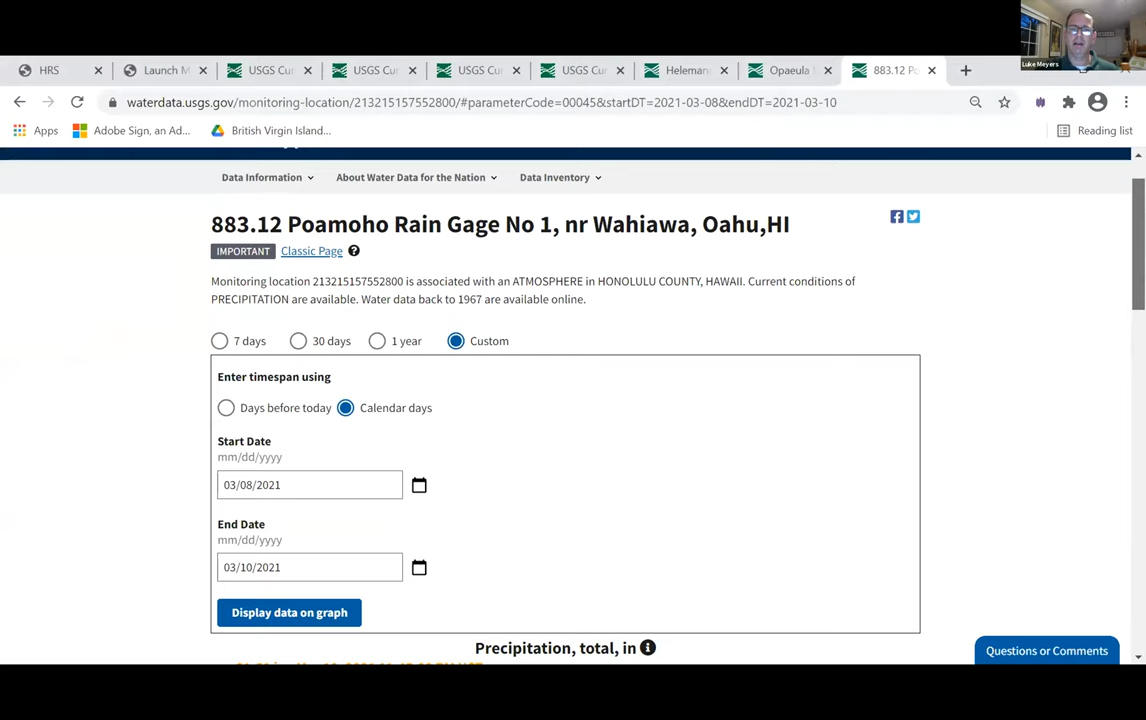 HRS
Launch M
USGS Cur
USGS Cur
USGS Cur
USGS Cur
Heleman
Opaeula
883.12 Po
Luke Meyers
waterdata.usgs.gov/monitoring-location/213215157552800/#parameterCode=00045&startDT=2021-03-08&endDT=2021-03-10
Apps
Adobe Sign, an Ad...
British Virgin Island...
Reading list
Data Information
About Water Data for the Nation
Data Inventory
883.12 Poamoho Rain Gage No 1, nr Wahiawa, Oahu,HI
IMPORTANT Classic Page
Monitoring location 213215157552800 is associated with an ATMOSPHERE in HONOLULU COUNTY, HAWAII. Current conditions of
PRECIPITATION are available. Water data back to 1967 are available online.
7 days
30 days
1 year
Custom
Enter timespan using
Days before today
Calendar days
Start Date
mm/dd/yyyy
03/08/2021
End Date
mm/dd/yyyy
03/10/2021
Display data on graph
Precipitation, total, in
Questions or Comments